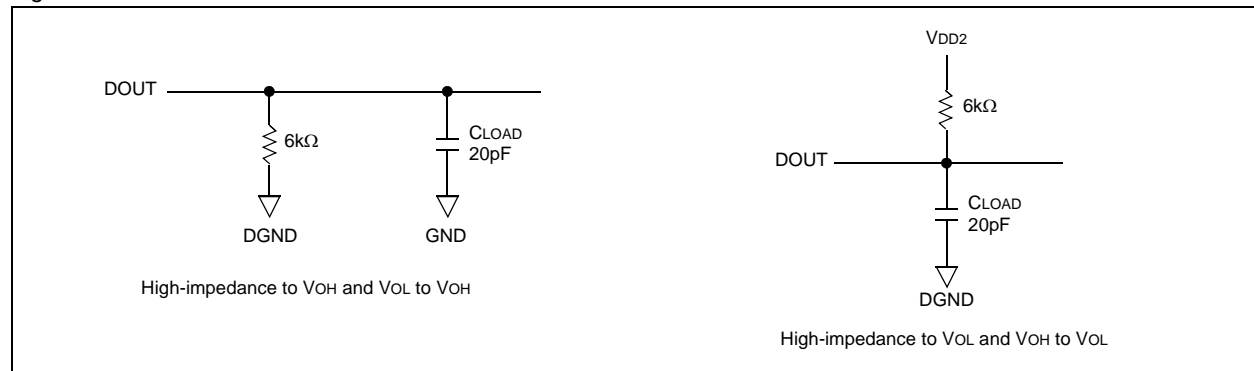 DOUT
6kΩ
CLOAD
20pF
DGND
GND
High-impedance to VOH and VOL to VOH
VDD2
6kΩ
DOUT
CLOAD
20pF
DGND
High-impedance to VOL and VOH to VOL